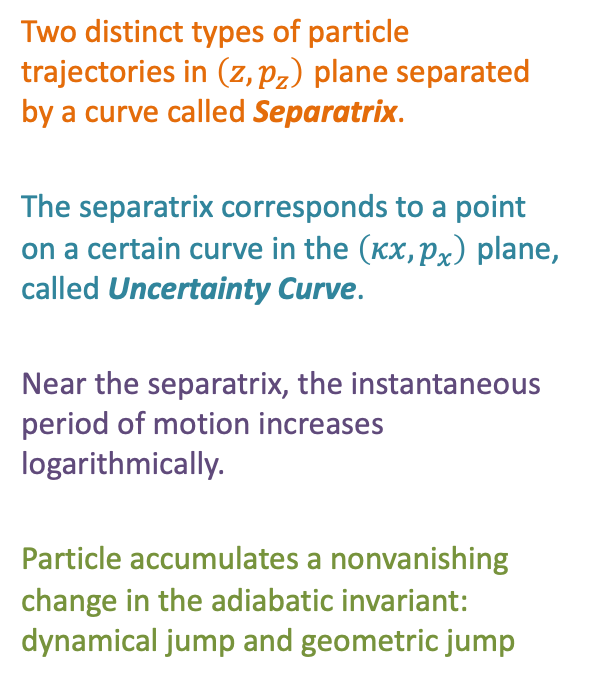 Two distinct types of particle
trajectories in (z, p_z) plane separated
by a curve called Separatrix.
The separatrix corresponds to a point
on a certain curve in the (κx, p_x) plane,
called Uncertainty Curve.
Near the separatrix, the instantaneous
period of motion increases
logarithmically.
Particle accumulates a nonvanishing
change in the adiabatic invariant:
dynamical jump and geometric jump